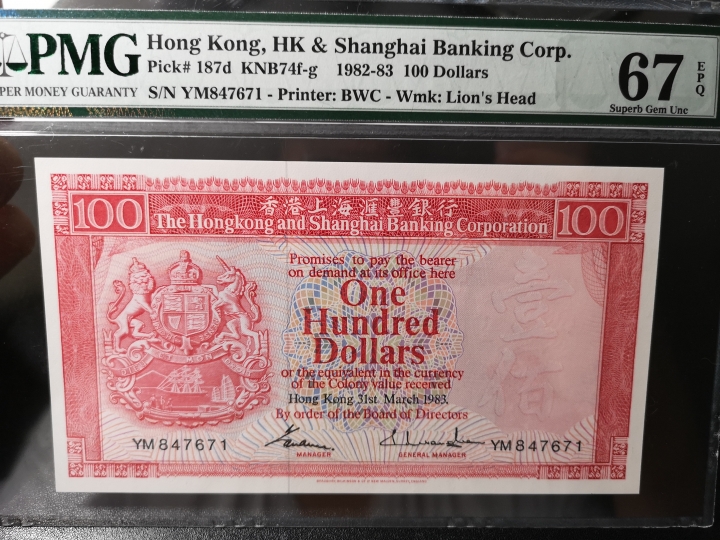 PMG
PER MONEY GUARANTY
Hong Kong, HK & Shanghai Banking Corp.
Pick# 187d KNB74f-g 1982-83 100 Dollars
S/N YM847671 - Printer: BWC - Wmk: Lion's Head
67 EPQ
Superb Gem Unc
香港上海滙豐銀行
100 The Hongkong and Shanghai Banking Corporation 100
Promises to pay the bearer
on demand at its office here
One
Hundred
Dollars
or the equivalent in the currency
of the Colony value received
Hong Kong 31st. March 1983.
By order of the Board of Directors
壹
佰
YM847671 YM847671
MANAGER GENERAL MANAGER